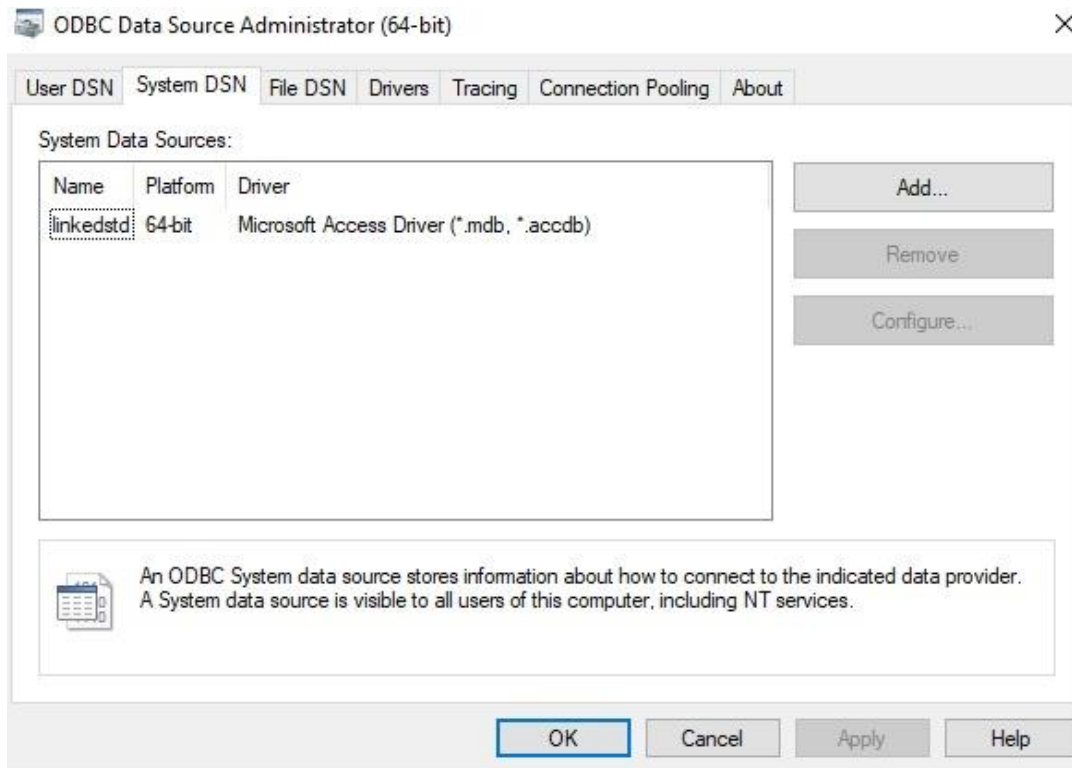 ODBC Data Source Administrator (64-bit)
User DSN System DSN File DSN Drivers Tracing Connection Pooling About
System Data Sources:
Name Platform Driver
linkedstd 64-bit Microsoft Access Driver (*.mdb, *.accdb)
Add...
Remove
Configure...
An ODBC System data source stores information about how to connect to the indicated data provider.
A System data source is visible to all users of this computer, including NT services.
OK Cancel Apply Help